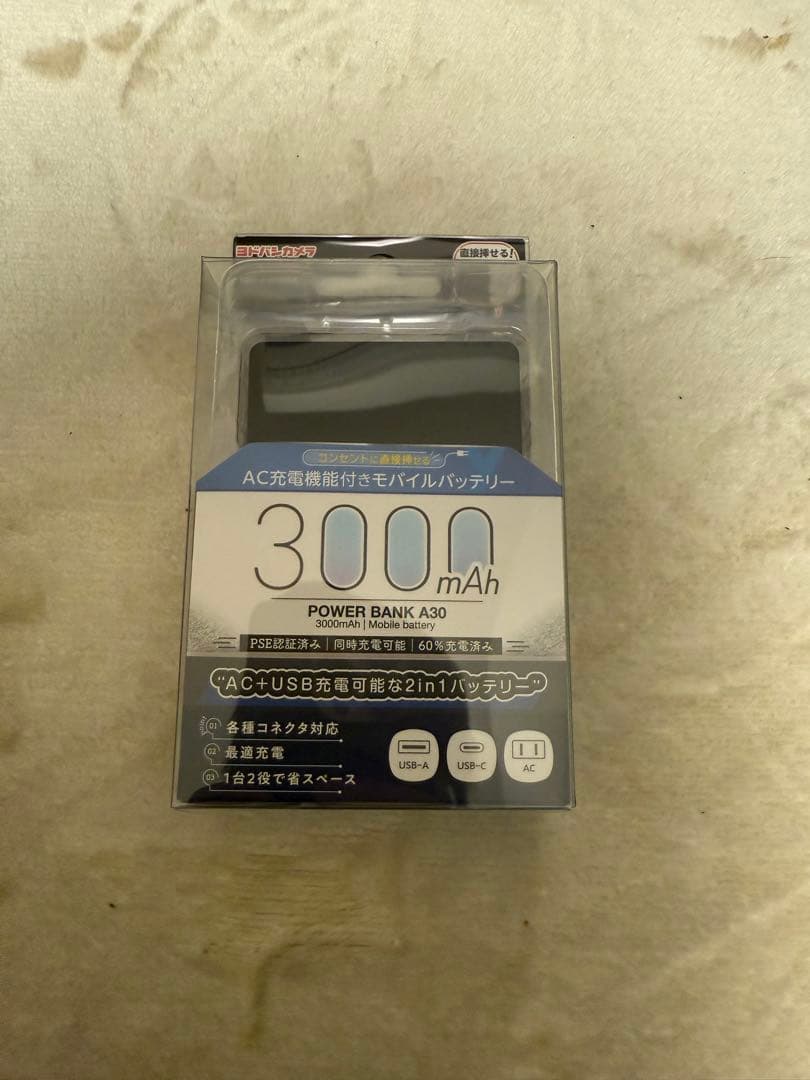 ヨドバシカメラ
直接挿せる!
コンセントに直接挿せる
AC充電機能付きモバイルバッテリー
3000mAh
POWER BANK A30
3000mAh | Mobile battery
PSE認証済み | 同時充電可能 | 60%充電済み
"AC+USB充電可能な2in1バッテリー"
01 各種コネクタ対応
02 最適充電
03 1台2役で省スペース
USB-A
USB-C
AC